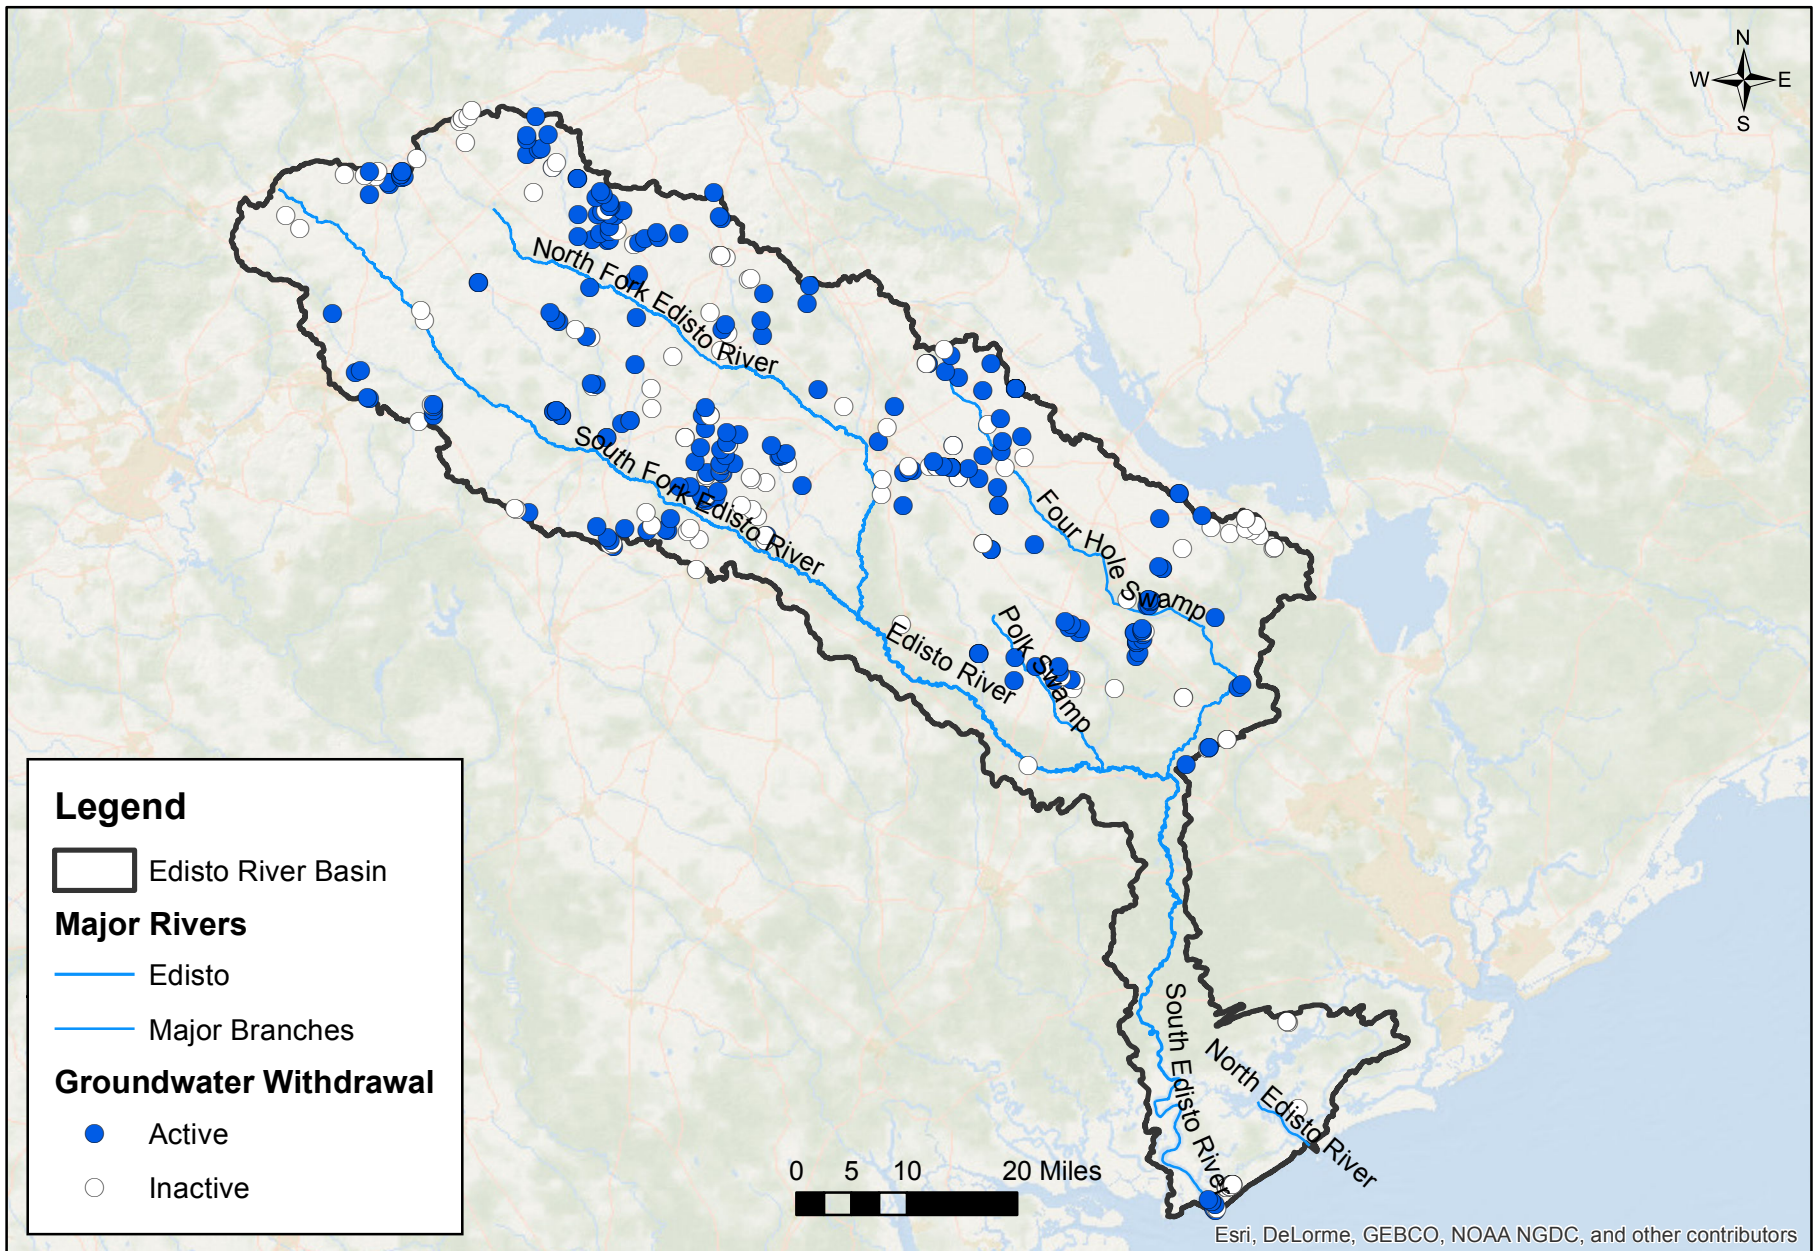 N
W E
S
North Fork Edisto River
South Fork Edisto River
Four Hole Swamp
Polk Swamp
Edisto River
South Edisto River
North Edisto River
Legend
Edisto River Basin
Major Rivers
Edisto
Major Branches
Groundwater Withdrawal
Active
Inactive
0 5 10 20 Miles
Esri, DeLorme, GEBCO, NOAA NGDC, and other contributors